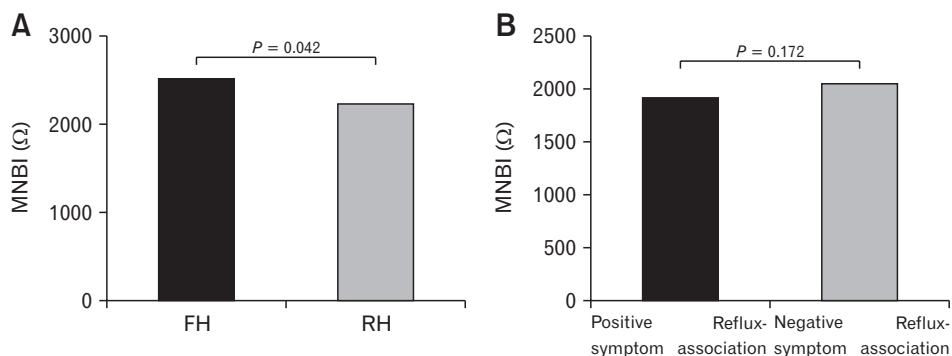 A
MNBI (Ω)
3000
2000
1000
0
P = 0.042
FH
RH
B
MNBI (Ω)
2500
2000
1500
1000
500
0
P = 0.172
Positive Reflux-
symptom association
Negative Reflux-
symptom association